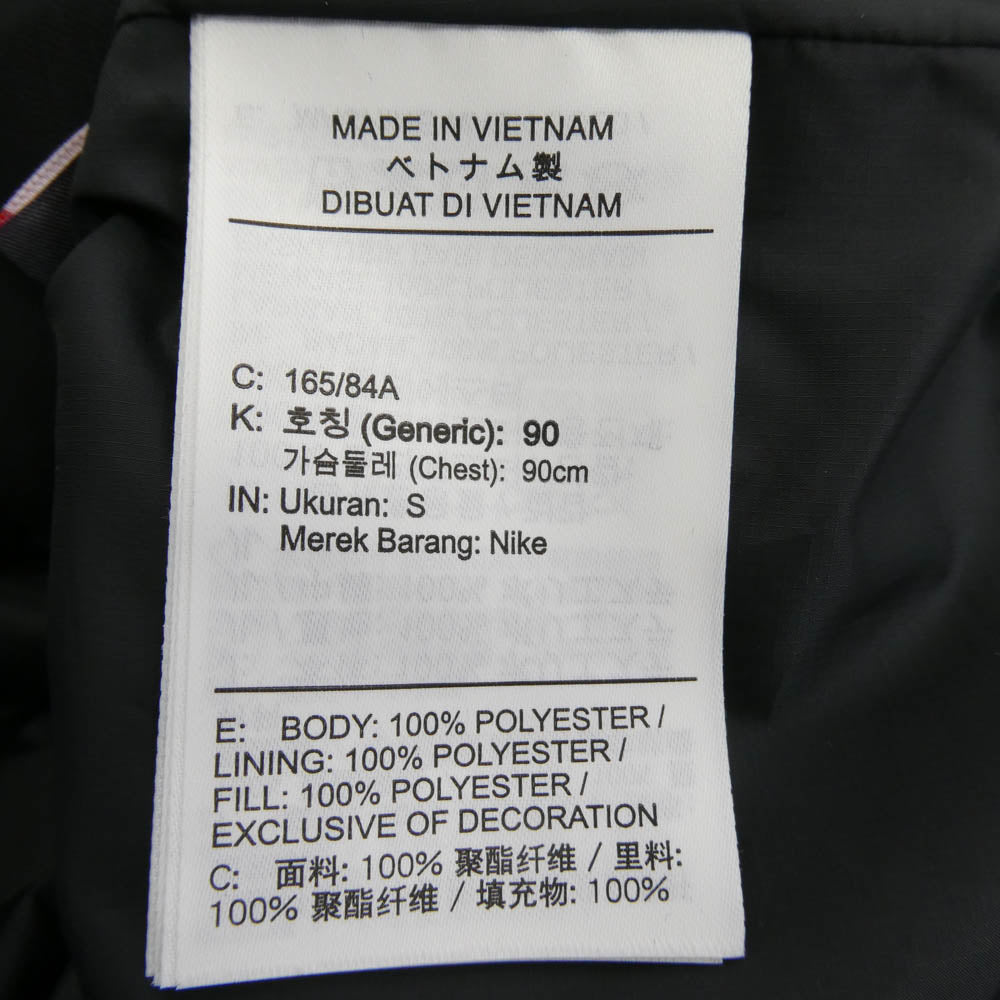 MADE IN VIETNAM
ベトナム製
DIBUAT DI VIETNAM
C: 165/84A
K: 호칭 (Generic): 90
가슴둘레 (Chest): 90cm
IN: Ukuran: S
Merek Barang: Nike
E: BODY: 100% POLYESTER /
LINING: 100% POLYESTER /
FILL: 100% POLYESTER /
EXCLUSIVE OF DECORATION
C: 面料: 100% 聚酯纤维 / 里料:
100% 聚酯纤维 / 填充物: 100%